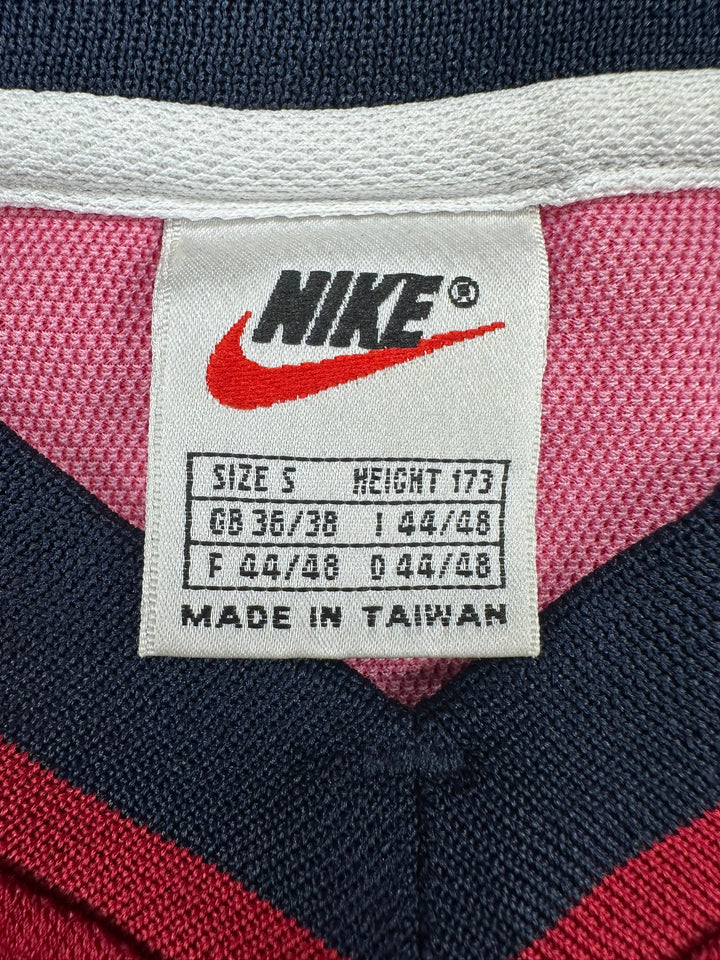 NIKE®
SIZE S HEIGHT 173
GB 36/38 I 44/48
F 44/48 D 44/48
MADE IN TAIWAN